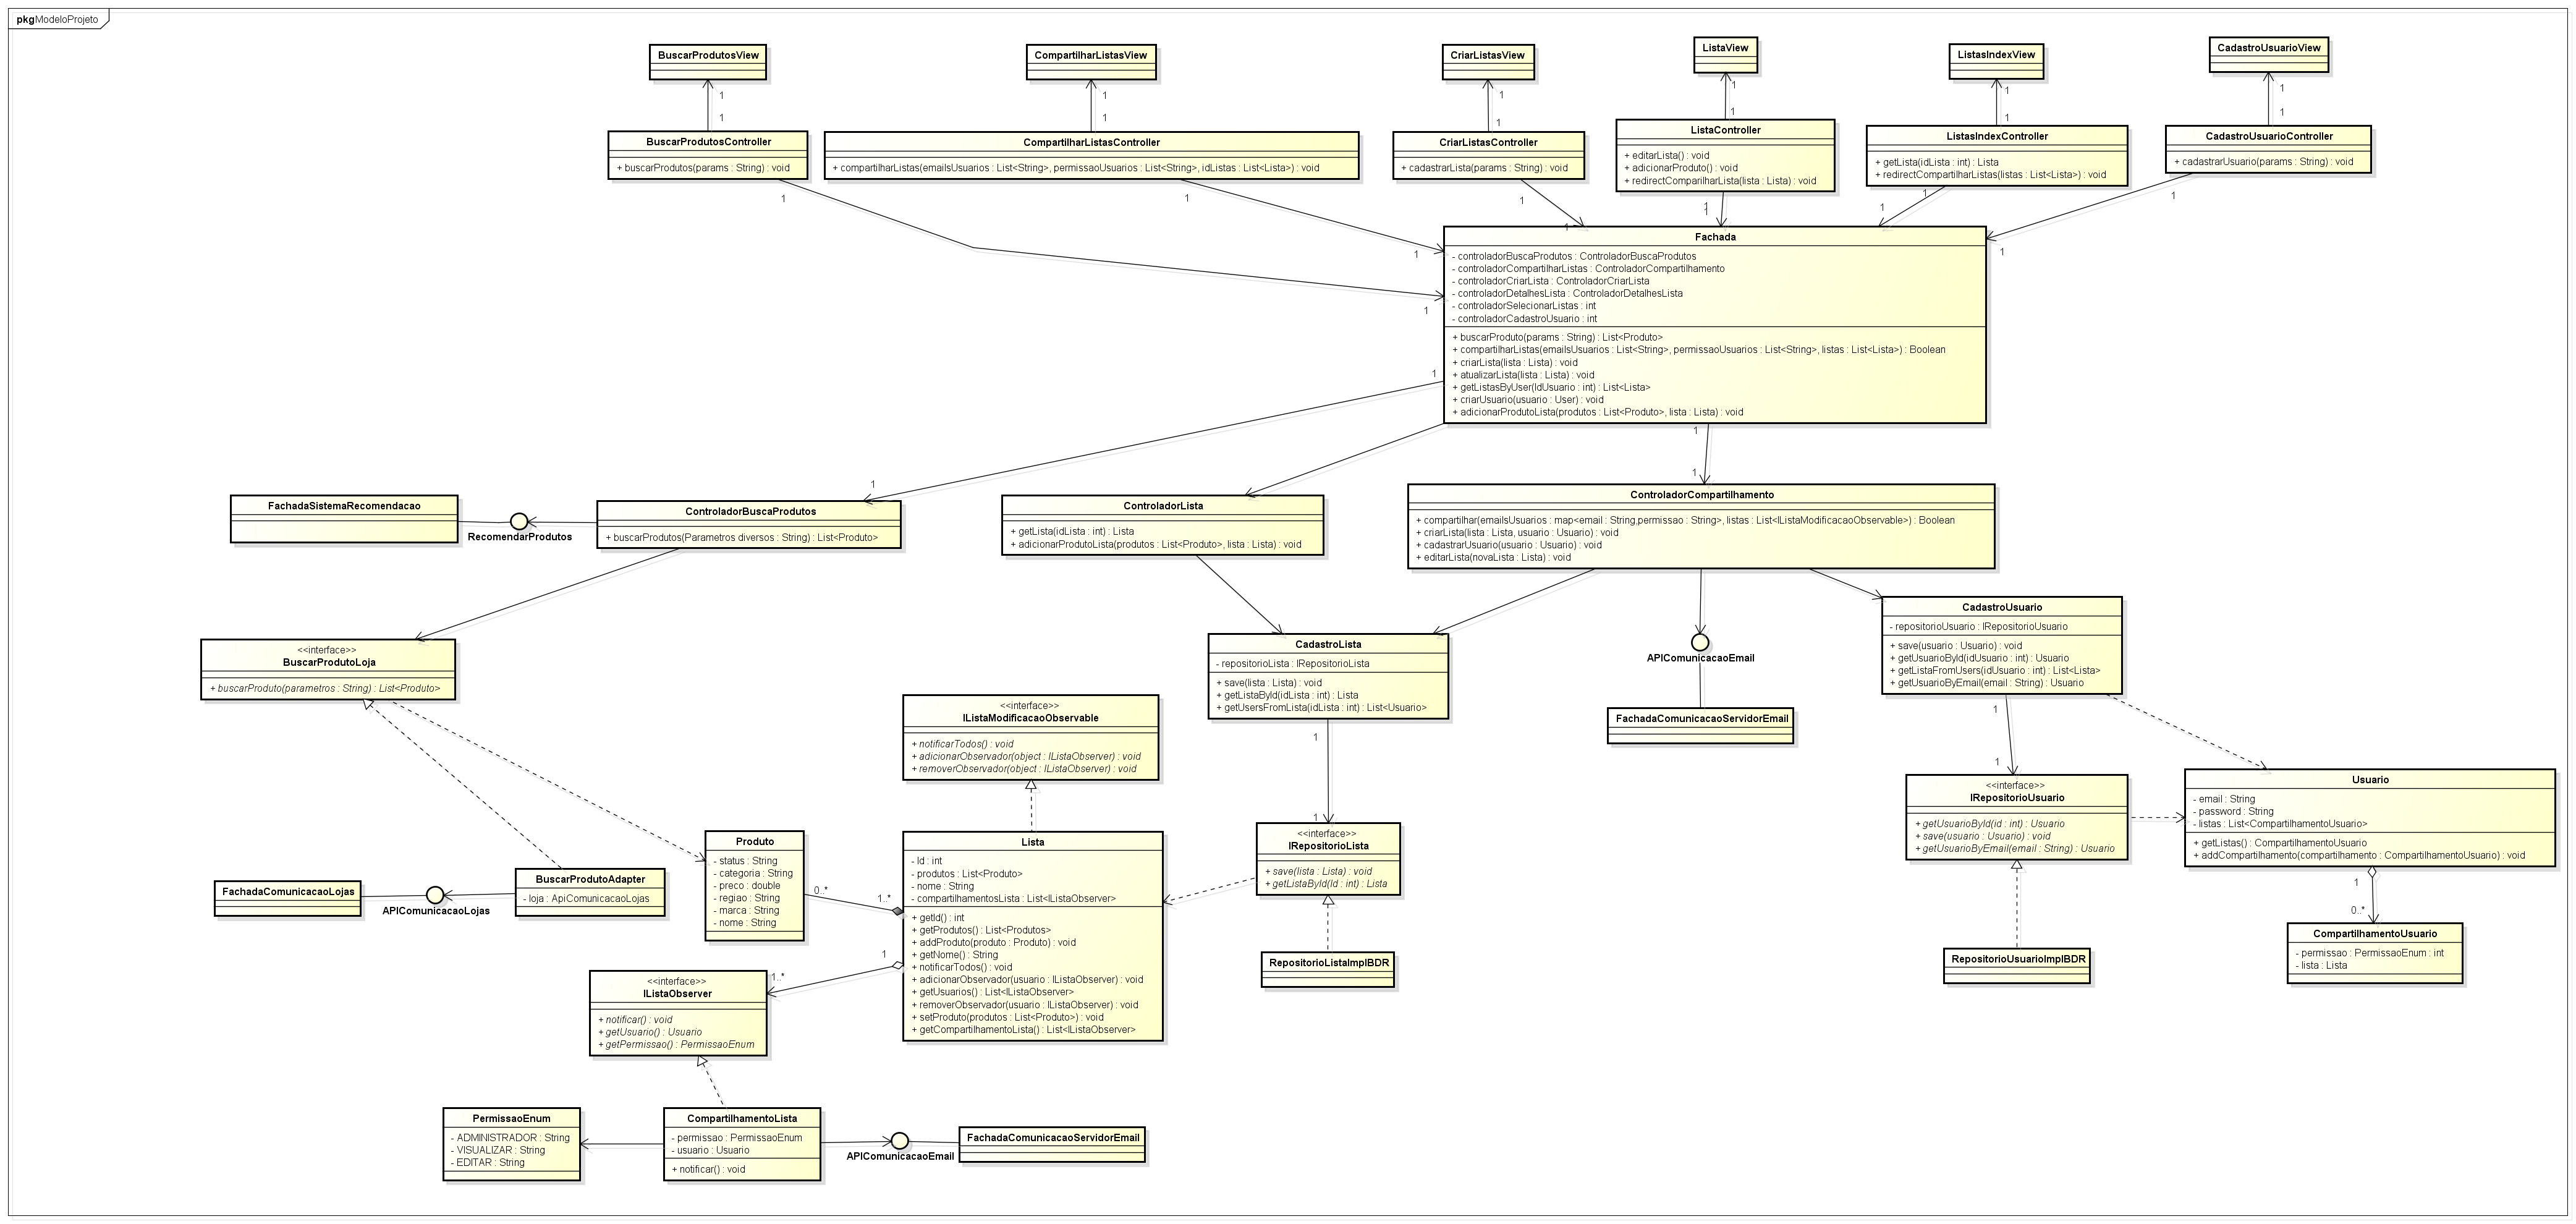 pkg ModeloProjeto
BuscarProdutosView
CompartilharListasView
CriarListasView
ListaView
ListasIndexView
CadastroUsuarioView
1
1
1
1
1
1
1
1
1
1
1
1
BuscarProdutosController
+ buscarProdutos(params : String) : void
CompartilharListasController
+ compartilharListas(emailsUsuarios : List<String>, permissaoUsuarios : List<String>, idListas : List<Lista>) : void
CriarListasController
+ cadastrarLista(params : String) : void
ListaController
+ editarLista() : void
+ adicionarProduto() : void
+ redirectComparilharLista(lista : Lista) : void
ListasIndexController
+ getLista(idLista : int) : Lista
+ redirectCompartilharListas(listas : List<Lista>) : void
CadastroUsuarioController
+ cadastrarUsuario(params : String) : void
1
1
1
1
1
1
1
1
1
1
1
1
Fachada
- controladorBuscaProdutos : ControladorBuscaProdutos
- controladorCompartilharListas : ControladorCompartilhamento
- controladorCriarLista : ControladorCriarLista
- controladorDetalhesLista : ControladorDetalhesLista
- controladorSelecionarListas : int
- controladorCadastroUsuario : int
+ buscarProduto(params : String) : List<Produto>
+ compartilharListas(emailsUsuarios : List<String>, permissaoUsuarios : List<String>, listas : List<Lista>) : Boolean
+ criarLista(lista : Lista) : void
+ atualizarLista(lista : Lista) : void
+ getListasByUser(IdUsuario : int) : List<Lista>
+ criarUsuario(usuario : User) : void
+ adicionarProdutoLista(produtos : List<Produto>, lista : Lista) : void
1
1
1
1
FachadaSistemaRecomendacao
RecomendarProdutos
ControladorBuscaProdutos
+ buscarProdutos(Parametros diversos : String) : List<Produto>
ControladorLista
+ getLista(idLista : int) : Lista
+ adicionarProdutoLista(produtos : List<Produto>, lista : Lista) : void
ControladorCompartilhamento
+ compartilhar(emailsUsuarios : map<email : String,permissao : String>, listas : List<IListaModificacaoObservable>) : Boolean
+ criarLista(lista : Lista, usuario : Usuario) : void
+ cadastrarUsuario(usuario : Usuario) : void
+ editarLista(novaLista : Lista) : void
<<interface>>
BuscarProdutoLoja
+ buscarProduto(parametros : String) : List<Produto>
CadastroLista
- repositorioLista : IRepositorioLista
+ save(lista : Lista) : void
+ getListaById(idLista : int) : Lista
+ getUsersFromLista(idLista : int) : List<Usuario>
APIComunicacaoEmail
FachadaComunicacaoServidorEmail
CadastroUsuario
- repositorioUsuario : IRepositorioUsuario
+ save(usuario : Usuario) : void
+ getUsuarioById(idUsuario : int) : Usuario
+ getListaFromUsers(idUsuario : int) : List<Lista>
+ getUsuarioByEmail(email : String) : Usuario
<<interface>>
IListaModificacaoObservable
+ notificarTodos() : void
+ adicionarObservador(object : IListaObserver) : void
+ removerObservador(object : IListaObserver) : void
1
1
1
1
<<interface>>
IRepositorioUsuario
+ getUsuarioById(id : int) : Usuario
+ save(usuario : Usuario) : void
+ getUsuarioByEmail(email : String) : Usuario
Usuario
- email : String
- password : String
- listas : List<CompartilhamentoUsuario>
+ getListas() : CompartilhamentoUsuario
+ addCompartilhamento(compartilhamento : CompartilhamentoUsuario) : void
<<interface>>
IRepositorioLista
+ save(lista : Lista) : void
+ getListaById(Id : int) : Lista
Produto
- status : String
- categoria : String
- preco : double
- regiao : String
- marca : String
- nome : String
0..*
1..*
Lista
- Id : int
- produtos : List<Produto>
- nome : String
- compartilhamentosLista : List<IListaObserver>
+ getId() : int
+ getProdutos() : List<Produtos>
+ addProduto(produto : Produto) : void
+ getNome() : String
+ notificarTodos() : void
+ adicionarObservador(usuario : IListaObserver) : void
+ getUsuarios() : List<IListaObserver>
+ removerObservador(usuario : IListaObserver) : void
+ setProduto(produtos : List<Produto>) : void
+ getCompartilhamentoLista() : List<IListaObserver>
FachadaComunicacaoLojas
APIComunicacaoLojas
BuscarProdutoAdapter
- loja : ApiComunicacaoLojas
1
0..*
CompartilhamentoUsuario
- permissao : PermissaoEnum : int
- lista : Lista
RepositorioListaImplBDR
RepositorioUsuarioImplBDR
1
1..*
<<interface>>
IListaObserver
+ notificar() : void
+ getUsuario() : Usuario
+ getPermissao() : PermissaoEnum
PermissaoEnum
- ADMINISTRADOR : String
- VISUALIZAR : String
- EDITAR : String
CompartilhamentoLista
- permissao : PermissaoEnum
- usuario : Usuario
+ notificar() : void
APIComunicacaoEmail
FachadaComunicacaoServidorEmail